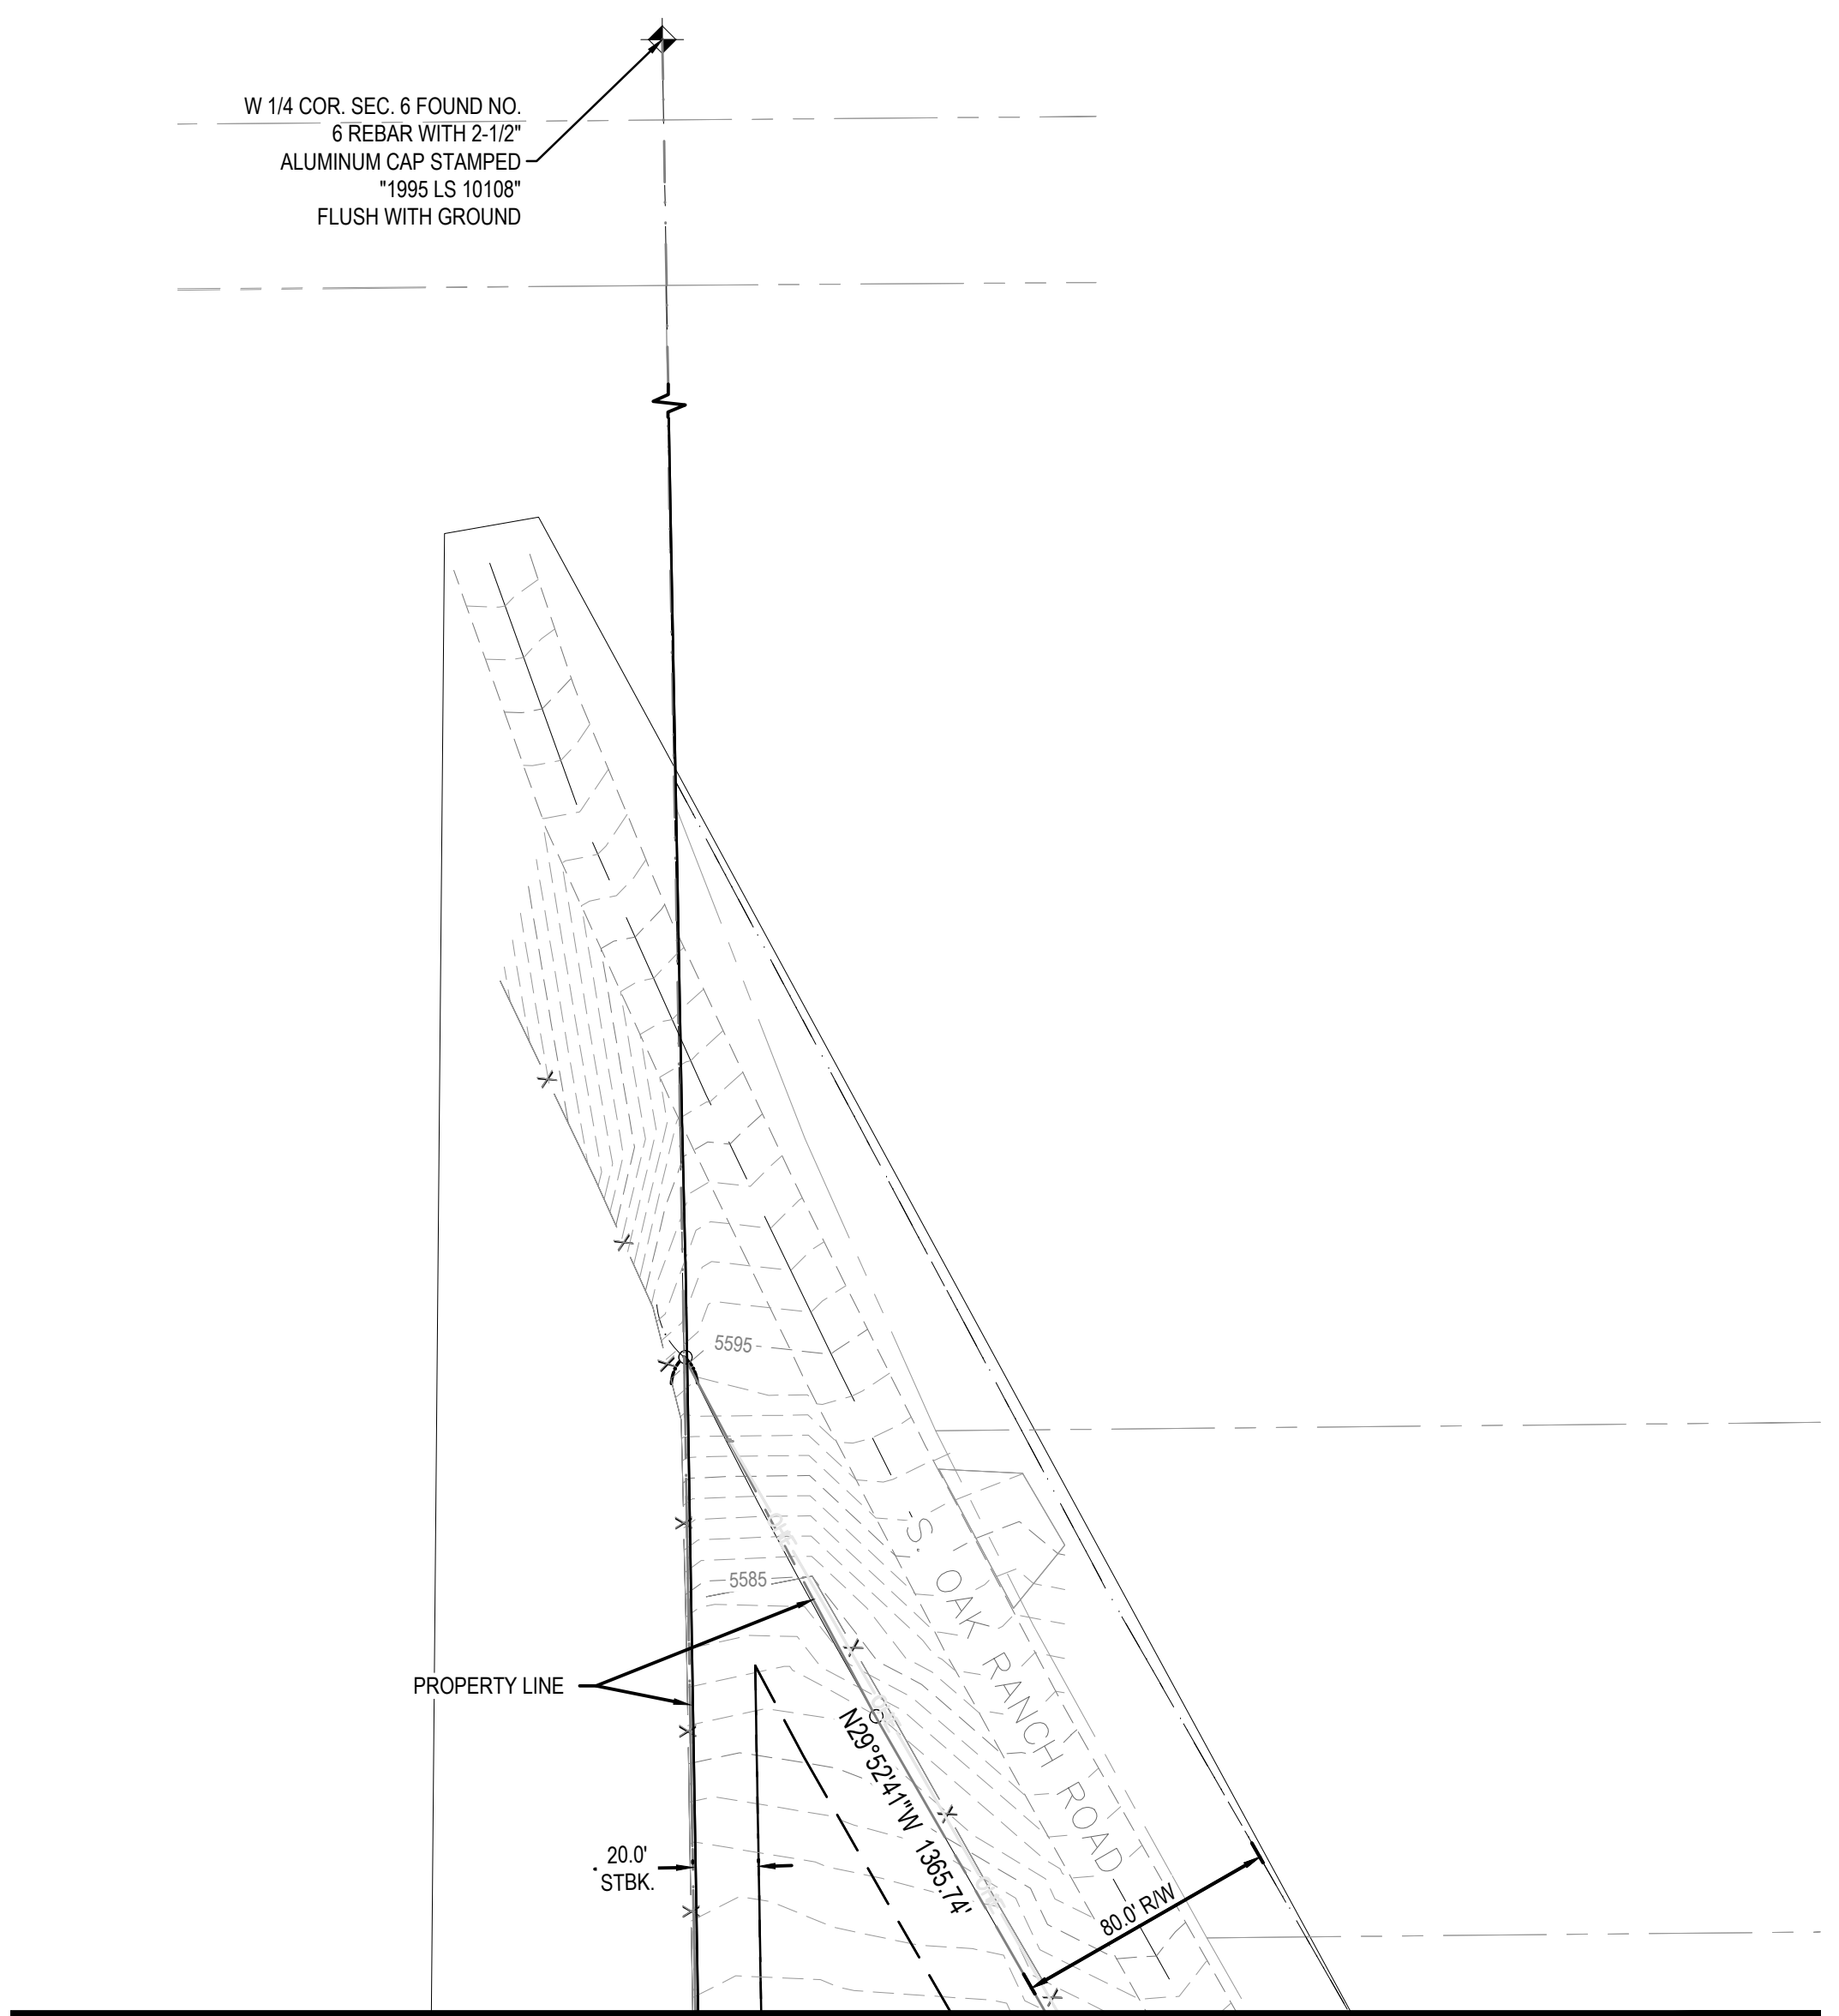 W 1/4 COR. SEC. 6 FOUND NO.
6 REBAR WITH 2-1/2"
ALUMINUM CAP STAMPED
"1995 LS 10108"
FLUSH WITH GROUND
5595
5585
S. OAK RANCH ROAD
PROPERTY LINE
N29°52'41"W 1365.74'
20.0'
STBK.
80.0' R/W